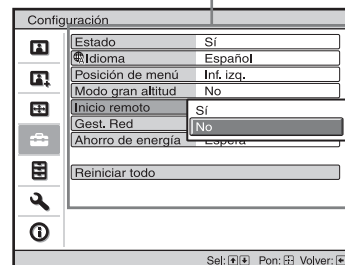 Configuración
Estado Sí
Idioma Español
Posición de menú Inf. izq.
Modo gran altitud No
Inicio remoto Sí
Gest. Red No
Ahorro de energía Espera
Reiniciar todo
Sel: Pon: Volver: